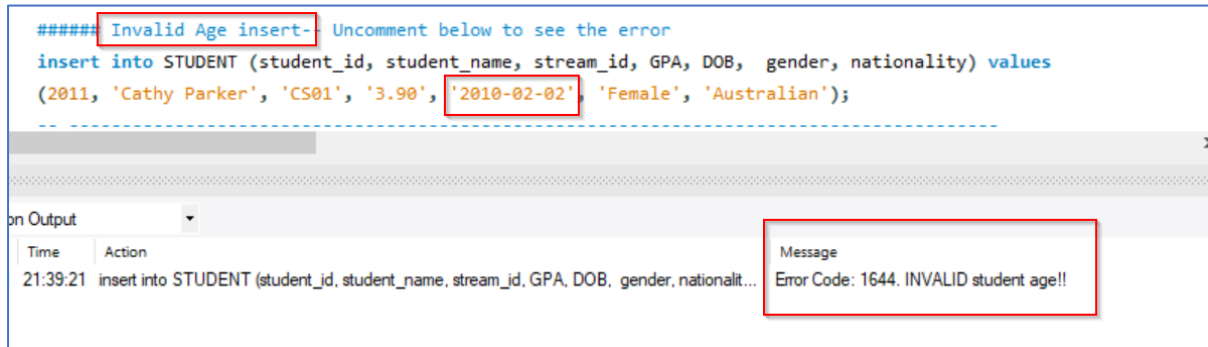 ###### Invalid Age insert-- Uncomment below to see the error
insert into STUDENT (student_id, student_name, stream_id, GPA, DOB,  gender, nationality) values
(2011, 'Cathy Parker', 'CS01', '3.90', '2010-02-02', 'Female', 'Australian');
-- ------------------------------------------------------------------
on Output
Time Action Message
21:39:21 insert into STUDENT (student_id, student_name, stream_id, GPA, DOB,  gender, nationalit... Error Code: 1644. INVALID student age!!